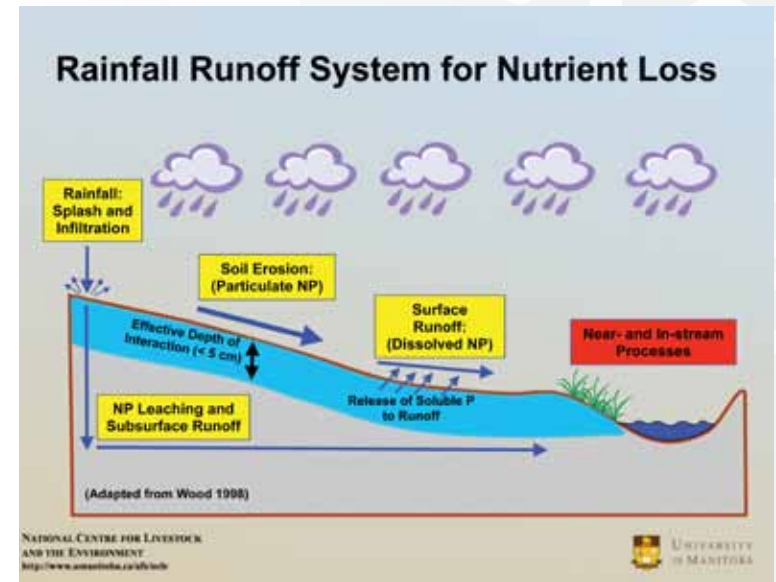 Rainfall Runoff System for Nutrient Loss
Rainfall:
Splash and
Infiltration
Soil Erosion:
(Particulate NP)
Surface
Runoff:
(Dissolved NP)
Near- and In-stream
Processes
Effective Depth of
Interaction (< 5 cm)
Release of Soluble P
to Runoff
NP Leaching and
Subsurface Runoff
(Adapted from Wood 1998)
NATIONAL CENTRE FOR LIVESTOCK
AND THE ENVIRONMENT
UNIVERSITY
OF MANITOBA